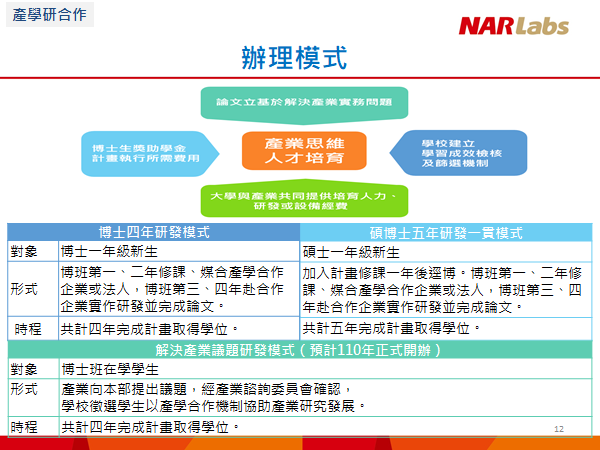 產學研合作
NARLabs
辦理模式
論文立基於解決產業實務問題
博士生獎助學金
計畫執行所需費用
產業思維
人才培育
學校建立
學習成效檢核
及篩選機制
大學與產業共同提供培育人力、
研發或設備經費
博士四年研發模式
碩博士五年研發一貫模式
對象
博士一年級新生
碩士一年級新生
形式
博班第一、二年修課、媒合產學合作
企業或法人，博班第三、四年赴合作
企業實作研發並完成論文。
加入計畫修課一年後逕博。博班第一、二年修
課、媒合產學合作企業或法人，博班第三、四
年赴合作企業實作研發並完成論文。
時程
共計四年完成計畫取得學位。
共計五年完成計畫取得學位。
解決產業議題研發模式（預計110年正式開辦）
對象
博士班在學學生
形式
產業向本部提出議題，經產業諮詢委員會確認，
學校徵選學生以產學合作機制協助產業研究發展。
時程
共計四年完成計畫取得學位。
12